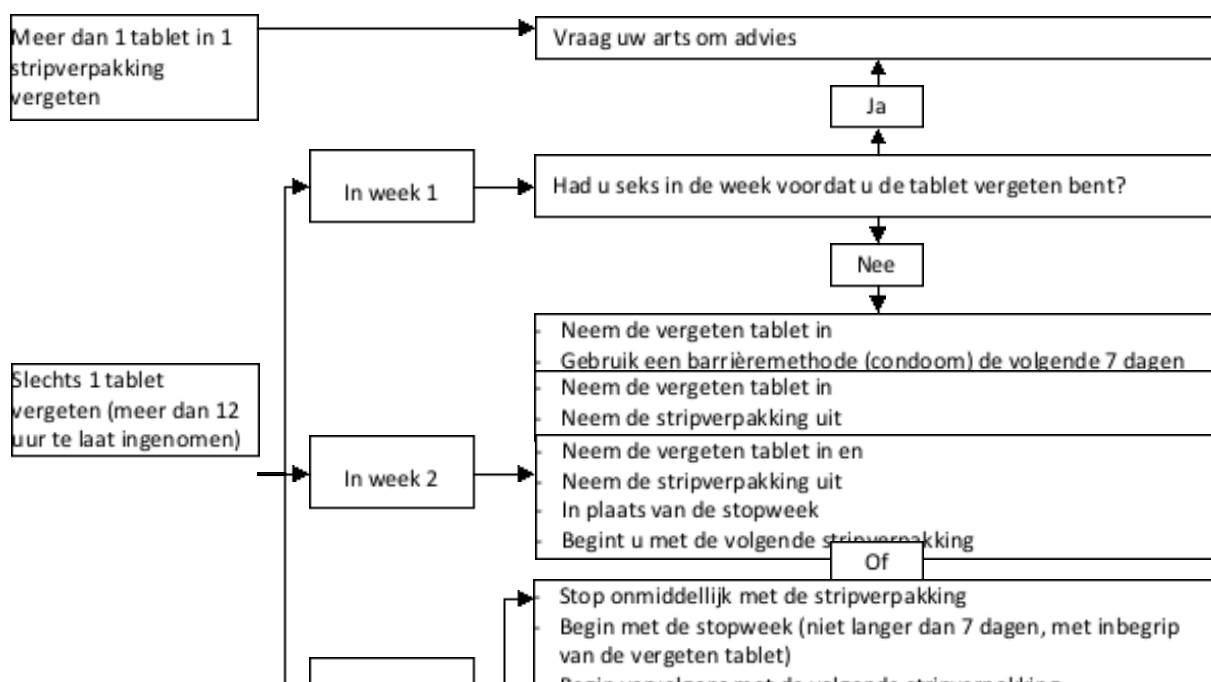 Meer dan 1 tablet in 1
stripverpakking
vergeten
Vraag uw arts om advies
Ja
In week 1
Had u seks in de week voordat u de tablet vergeten bent?
Nee
- Neem de vergeten tablet in
- Gebruik een barrièremethode (condoom) de volgende 7 dagen
Slechts 1 tablet
vergeten (meer dan 12
uur te laat ingenomen)
- Neem de vergeten tablet in
- Neem de stripverpakking uit
In week 2
- Neem de vergeten tablet in en
- Neem de stripverpakking uit
- In plaats van de stopweek
- Begint u met de volgende stripverpakking
Of
- Stop onmiddellijk met de stripverpakking
- Begin met de stopweek (niet langer dan 7 dagen, met inbegrip
van de vergeten tablet)